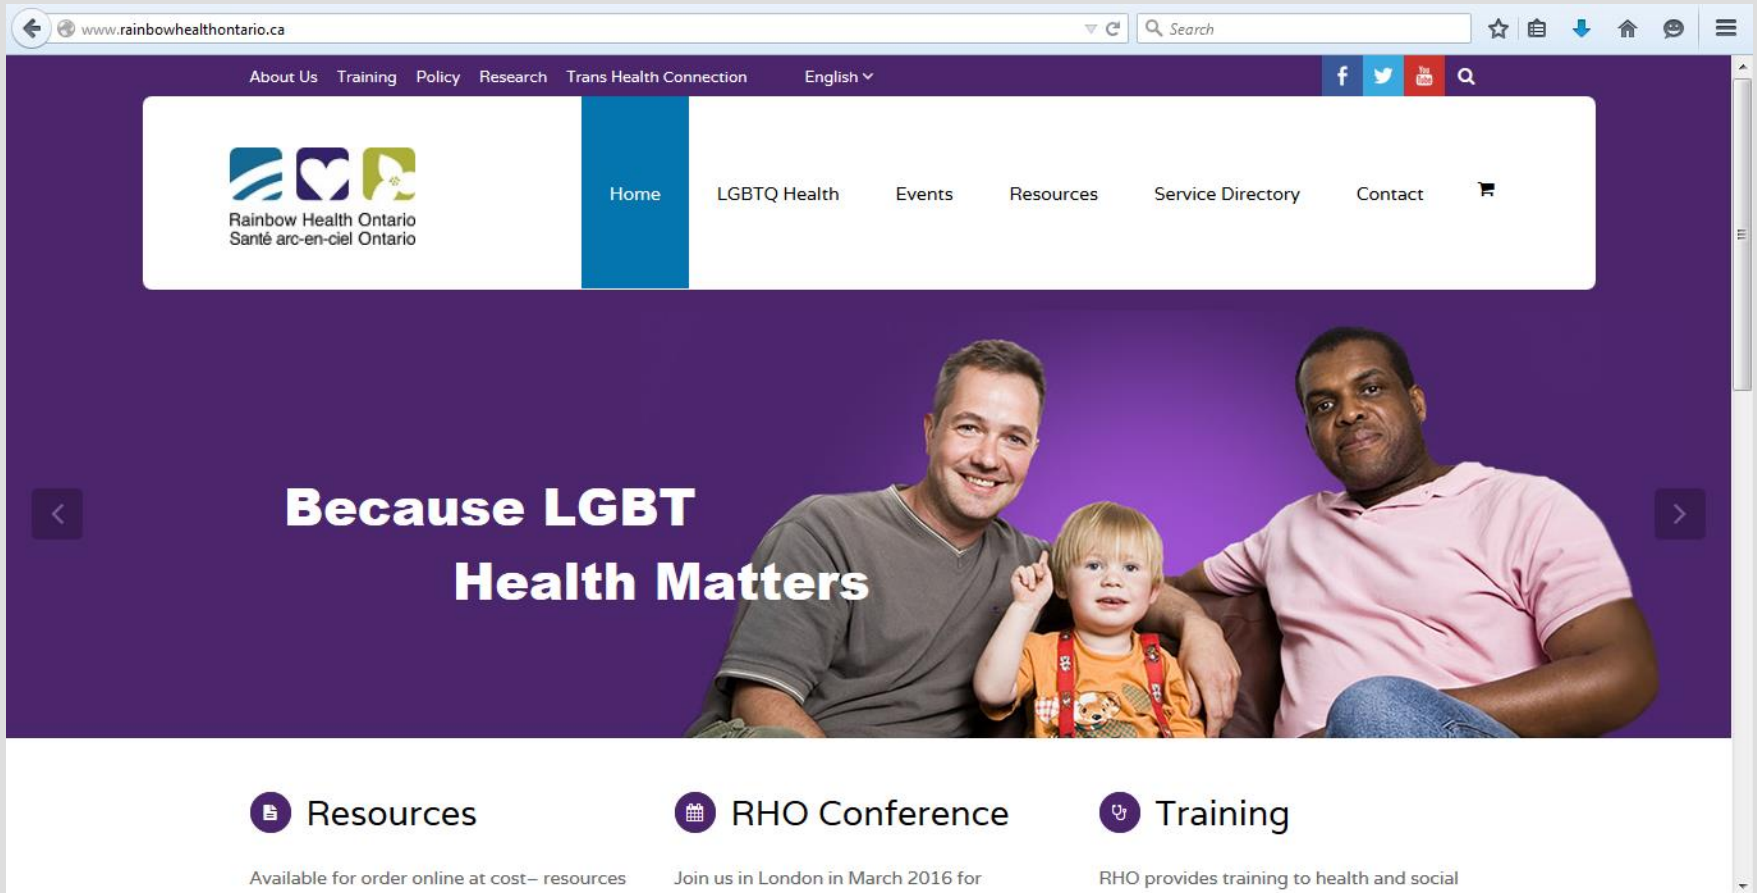 www.rainbowhealthontario.ca
Search
About Us Training Policy Research Trans Health Connection English
You Tube
Rainbow Health Ontario
Santé arc-en-ciel Ontario
Home LGBTQ Health Events Resources Service Directory Contact
Because LGBT
Health Matters
Resources RHO Conference Training
Available for order online at cost– resources Join us in London in March 2016 for RHO provides training to health and social